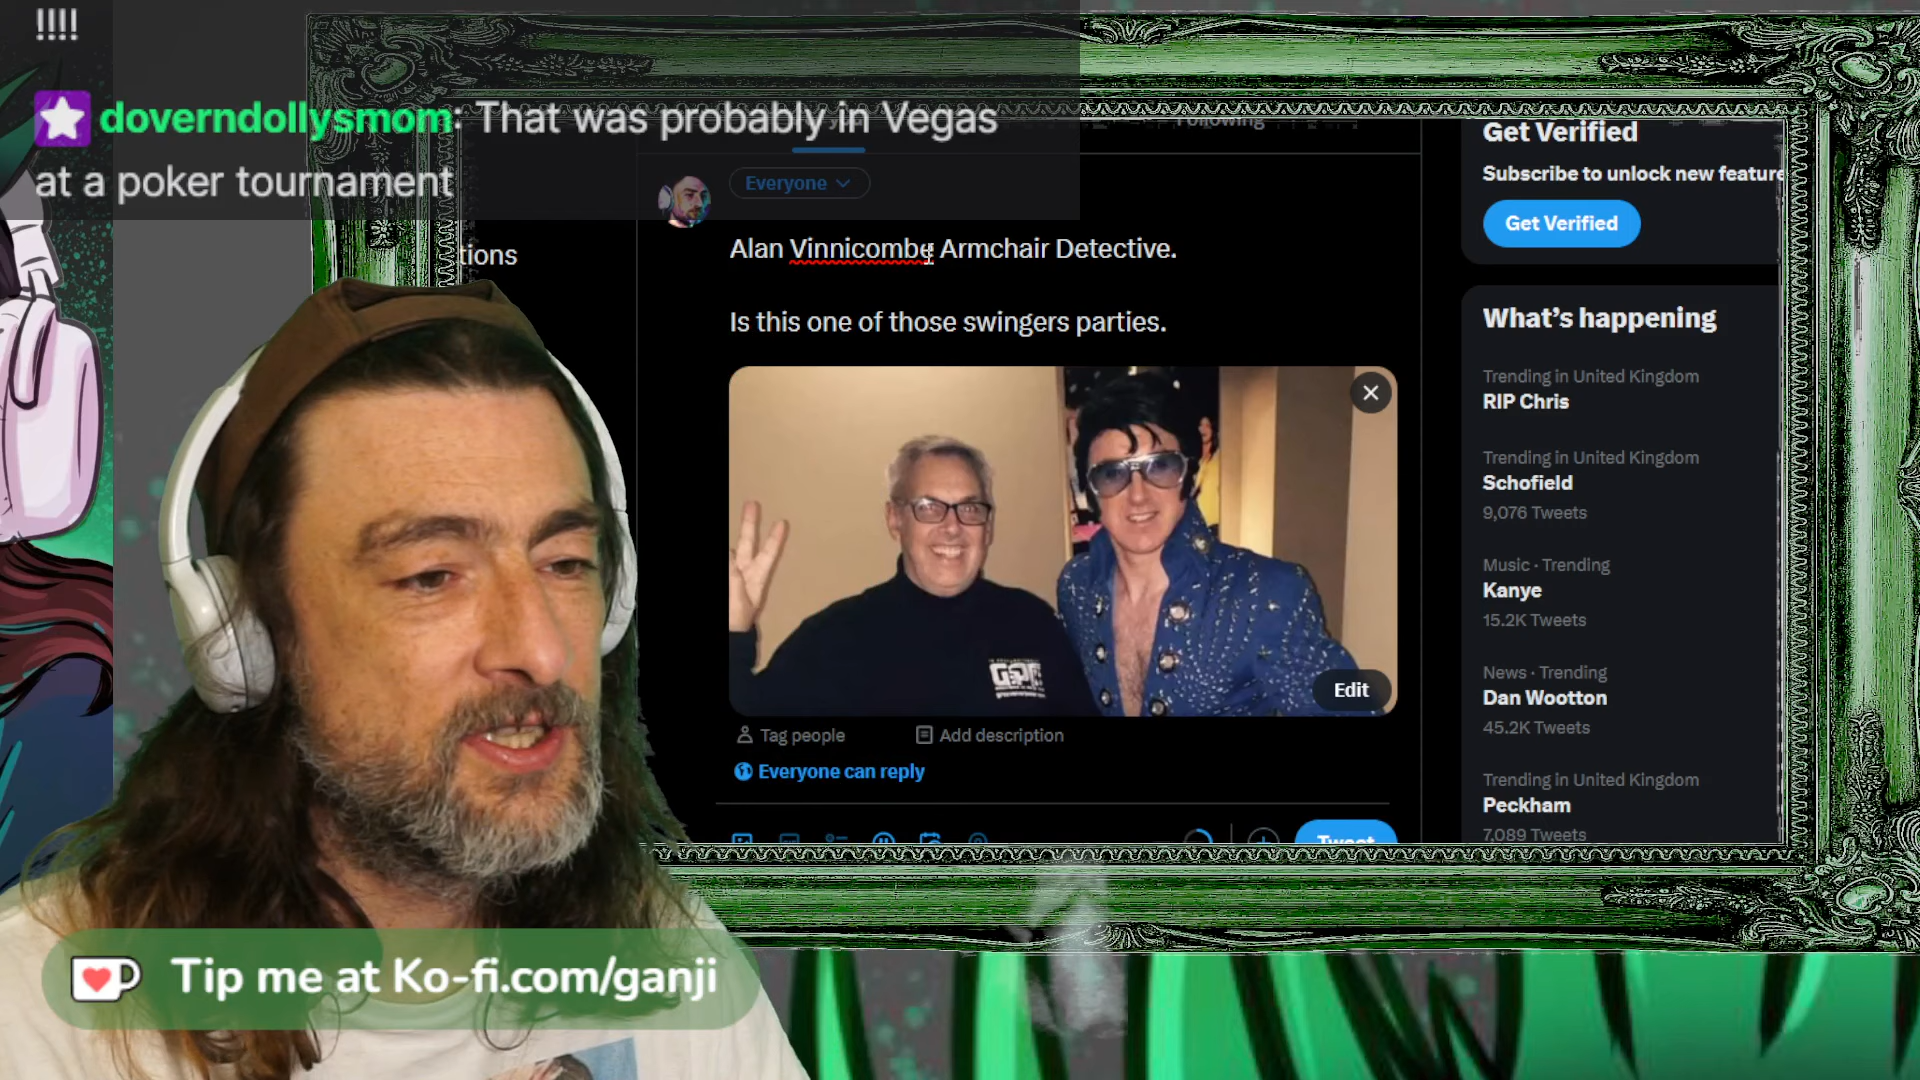 !!!!
doverndollysmom: That was probably in Vegas
at a poker tournament
Following
Everyone
tions
Alan Vinnicombe Armchair Detective.
Is this one of those swingers parties.
Edit
Tag people
Add description
Everyone can reply
Tweet
Get Verified
Subscribe to unlock new feature
Get Verified
What's happening
Trending in United Kingdom
RIP Chris
Trending in United Kingdom
Schofield
9,076 Tweets
Music · Trending
Kanye
15.2K Tweets
News · Trending
Dan Wootton
45.2K Tweets
Trending in United Kingdom
Peckham
7,089 Tweets
Tip me at Ko-fi.com/ganji